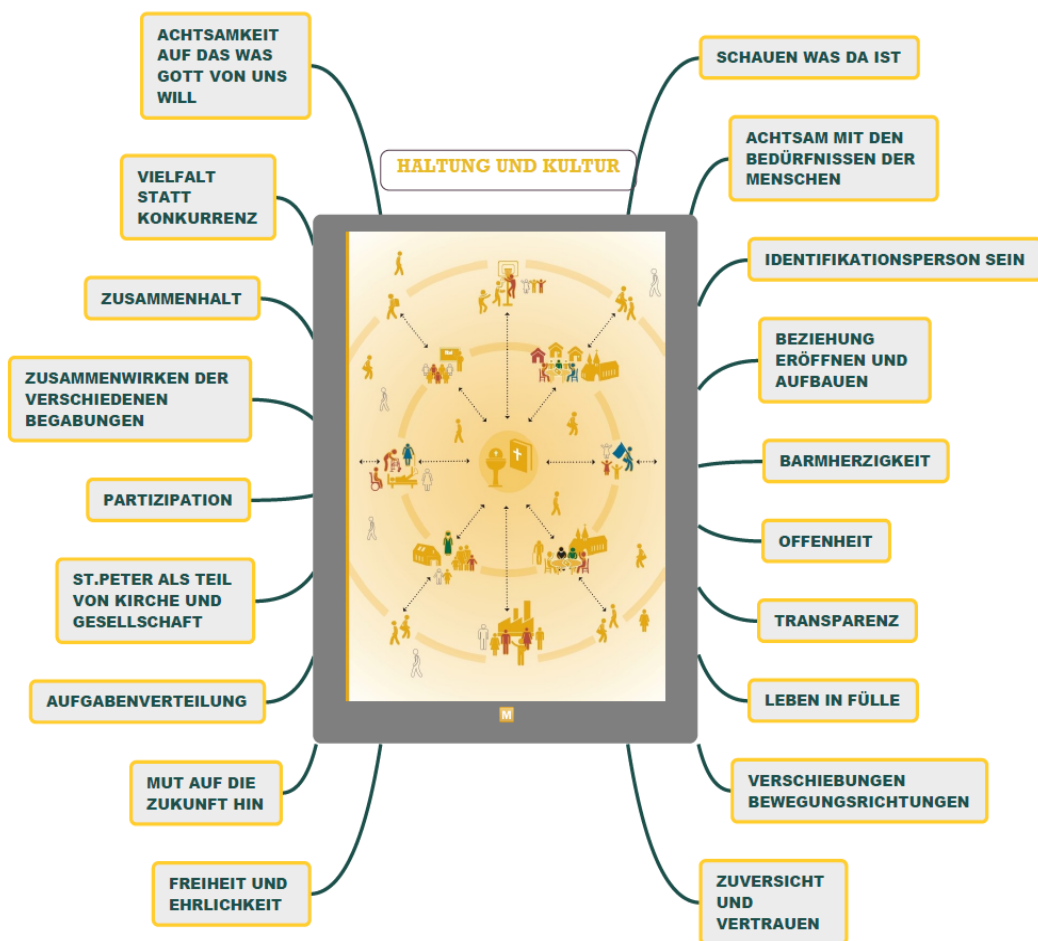 HALTUNG UND KULTUR
ACHTSAMKEIT
AUF DAS WAS
GOTT VON UNS
WILL
VIELFALT
STATT
KONKURRENZ
ZUSAMMENHALT
ZUSAMMENWIRKEN DER
VERSCHIEDENEN
BEGABUNGEN
PARTIZIPATION
ST.PETER ALS TEIL
VON KIRCHE UND
GESELLSCHAFT
AUFGABENVERTEILUNG
MUT AUF DIE
ZUKUNFT HIN
FREIHEIT UND
EHRLICHKEIT
SCHAUEN WAS DA IST
ACHTSAM MIT DEN
BEDÜRFNISSEN DER
MENSCHEN
IDENTIFIKATIONSPERSON SEIN
BEZIEHUNG
ERÖFFNEN UND
AUFBAUEN
BARMHERZIGKEIT
OFFENHEIT
TRANSPARENZ
LEBEN IN FÜLLE
VERSCHIEBUNGEN
BEWEGUNGSRICHTUNGEN
ZUVERSICHT
UND
VERTRAUEN
M